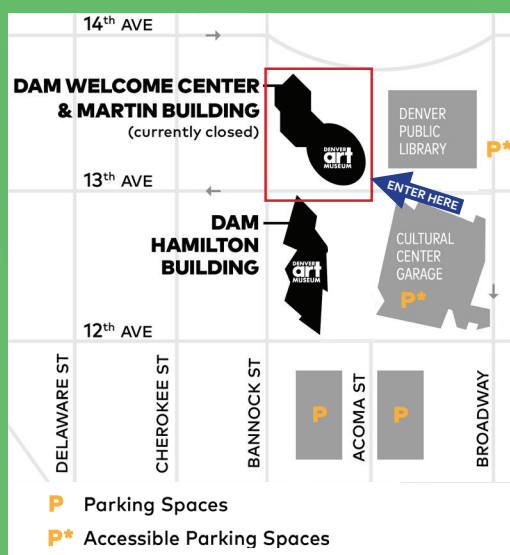 14th AVE
DAM WELCOME CENTER
& MARTIN BUILDING
(currently closed)
DENVER
art
MUSEUM
DENVER
PUBLIC
LIBRARY
P*
13th AVE
ENTER HERE
DAM
HAMILTON
BUILDING
DENVER
art
MUSEUM
CULTURAL
CENTER
GARAGE
P*
12th AVE
DELAWARE ST
CHEROKEE ST
BANNOCK ST
P
ACOMA ST
P
BROADWAY
P Parking Spaces
P* Accessible Parking Spaces